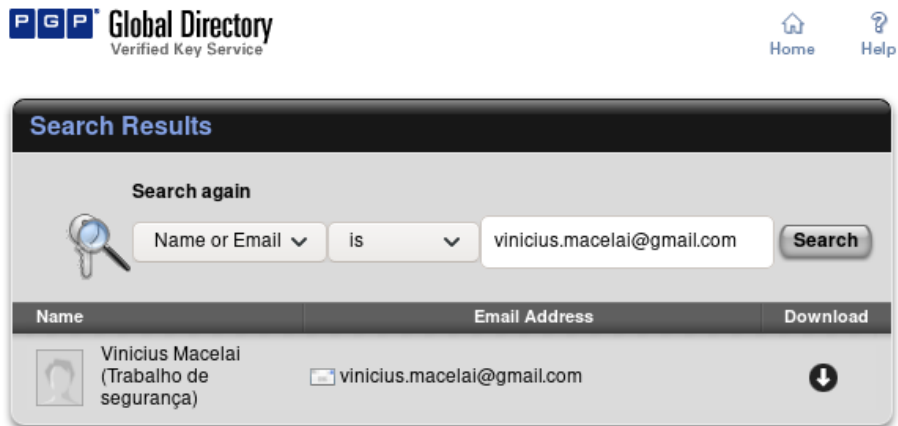 PGP Global Directory
Verified Key Service
Home Help
Search Results
Search again
Name or Email is vinicius.macelai@gmail.com Search
Name Email Address Download
Vinicius Macelai
(Trabalho de
segurança)
vinicius.macelai@gmail.com